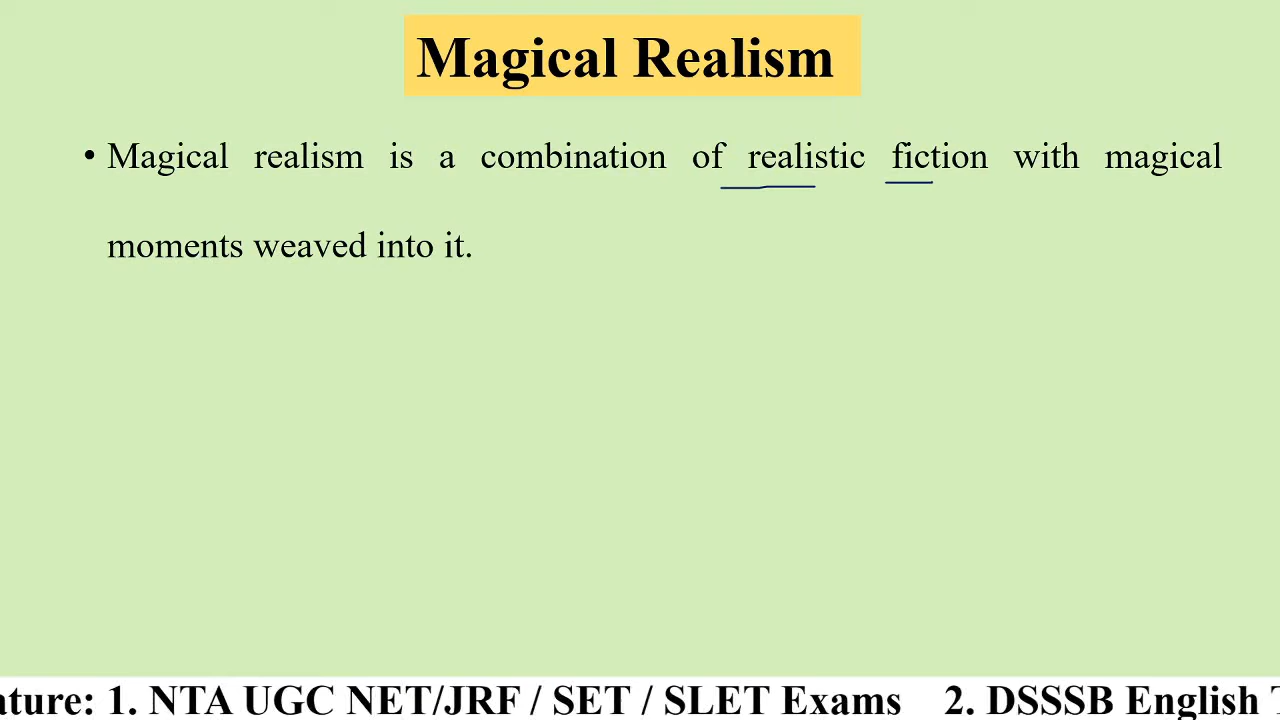 Magical Realism
• Magical realism is a combination of realistic fiction with magical
moments weaved into it.
ature: 1. NTA UGC NET/JRF / SET / SLET Exams 2. DSSSB English T